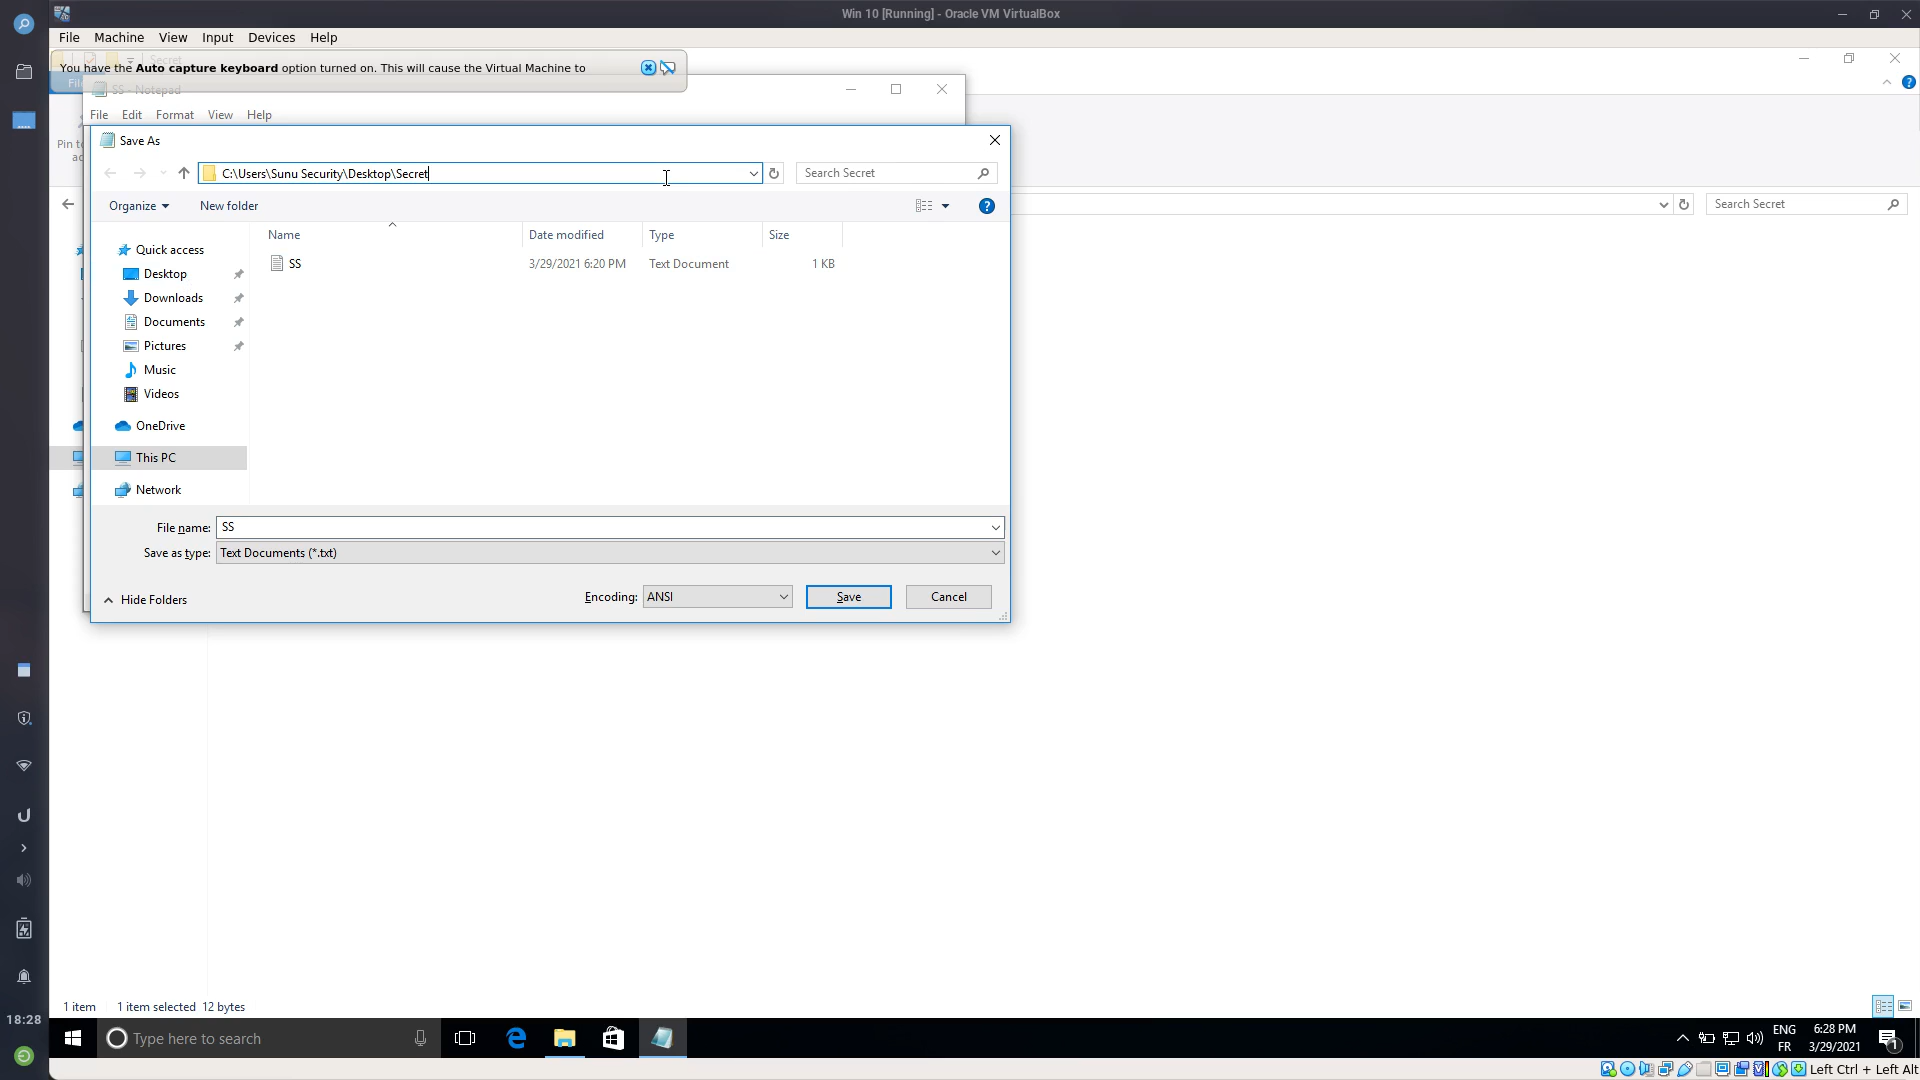 Win 10 [Running] - Oracle VM VirtualBox
File Machine View Input Devices Help
Secret
You have the Auto capture keyboard option turned on. This will cause the Virtual Machine to
SS - Notepad
File Edit Format View Help
Save As
C:\Users\Sunu Security\Desktop\Secret
Search Secret
Search Secret
Organize New folder
Name Date modified Type Size
SS 3/29/2021 6:20 PM Text Document 1 KB
Quick access
Desktop
Downloads
Documents
Pictures
Music
Videos
OneDrive
This PC
Network
File name: SS
Save as type: Text Documents (*.txt)
Hide Folders
Encoding: ANSI
Save
Cancel
1 item 1 item selected 12 bytes
18:28
Type here to search
ENG
FR
6:28 PM
3/29/2021
1
Left Ctrl + Left Alt